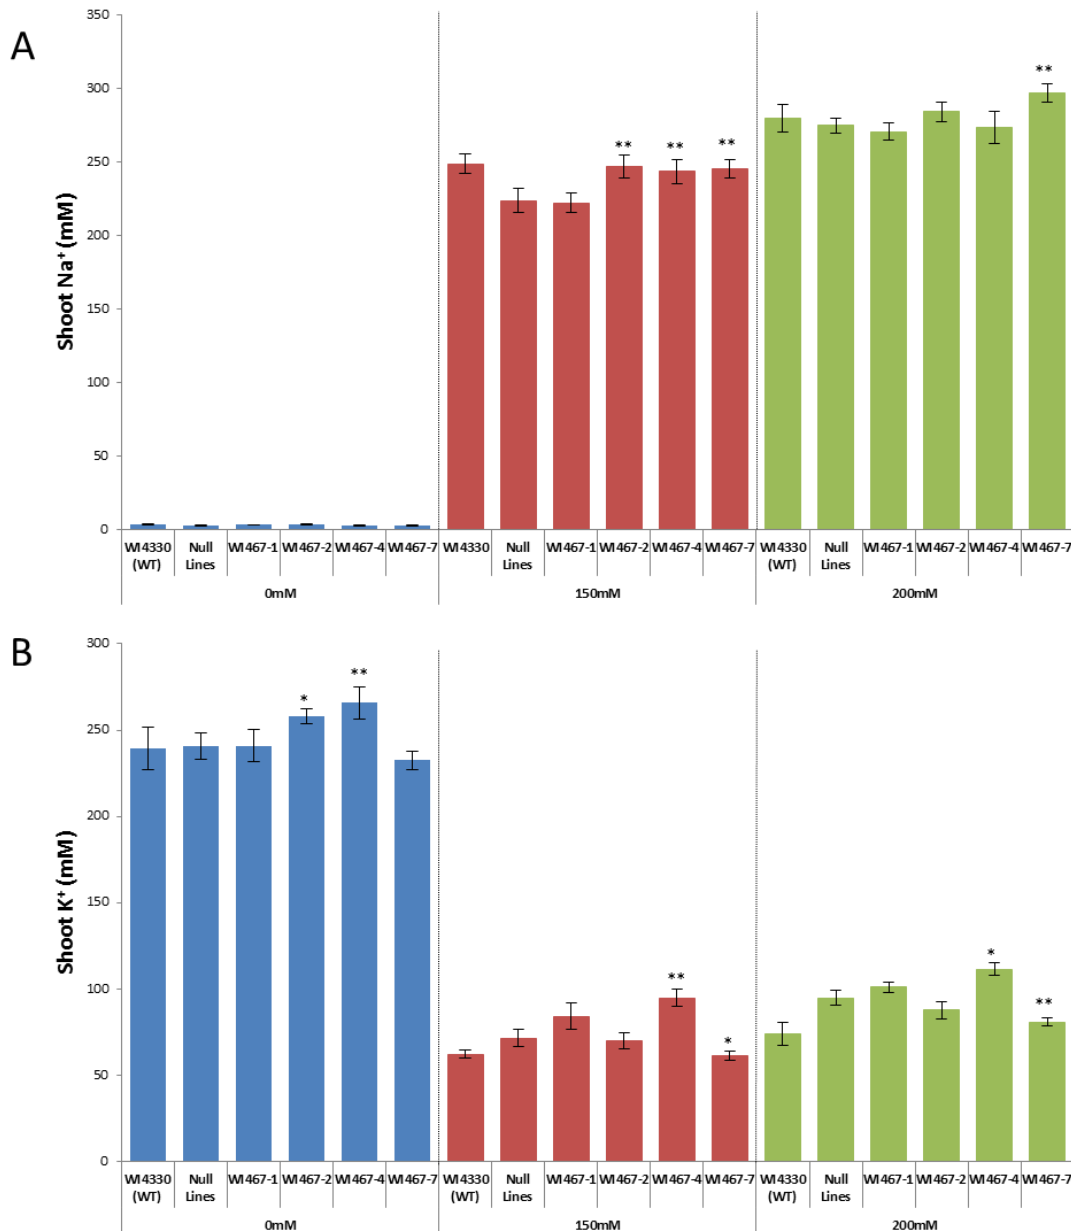 A
Shoot Na⁺ (mM)
350
300
250
200
150
100
50
0
** ** ** **
WI4330 (WT) Null Lines WI467-1 WI467-2 WI467-4 WI467-7 WI4330 Null Lines WI467-1 WI467-2 WI467-4 WI467-7 WI4330 (WT) Null Lines WI467-1 WI467-2 WI467-4 WI467-7
0mM 150mM 200mM
B
Shoot K⁺ (mM)
300
250
200
150
100
50
0
* ** ** * * **
WI4330 (WT) Null Lines WI467-1 WI467-2 WI467-4 WI467-7 WI4330 (WT) Null Lines WI467-1 WI467-2 WI467-4 WI467-7 WI4330 (WT) Null Lines WI467-1 WI467-2 WI467-4 WI467-7
0mM 150mM 200mM